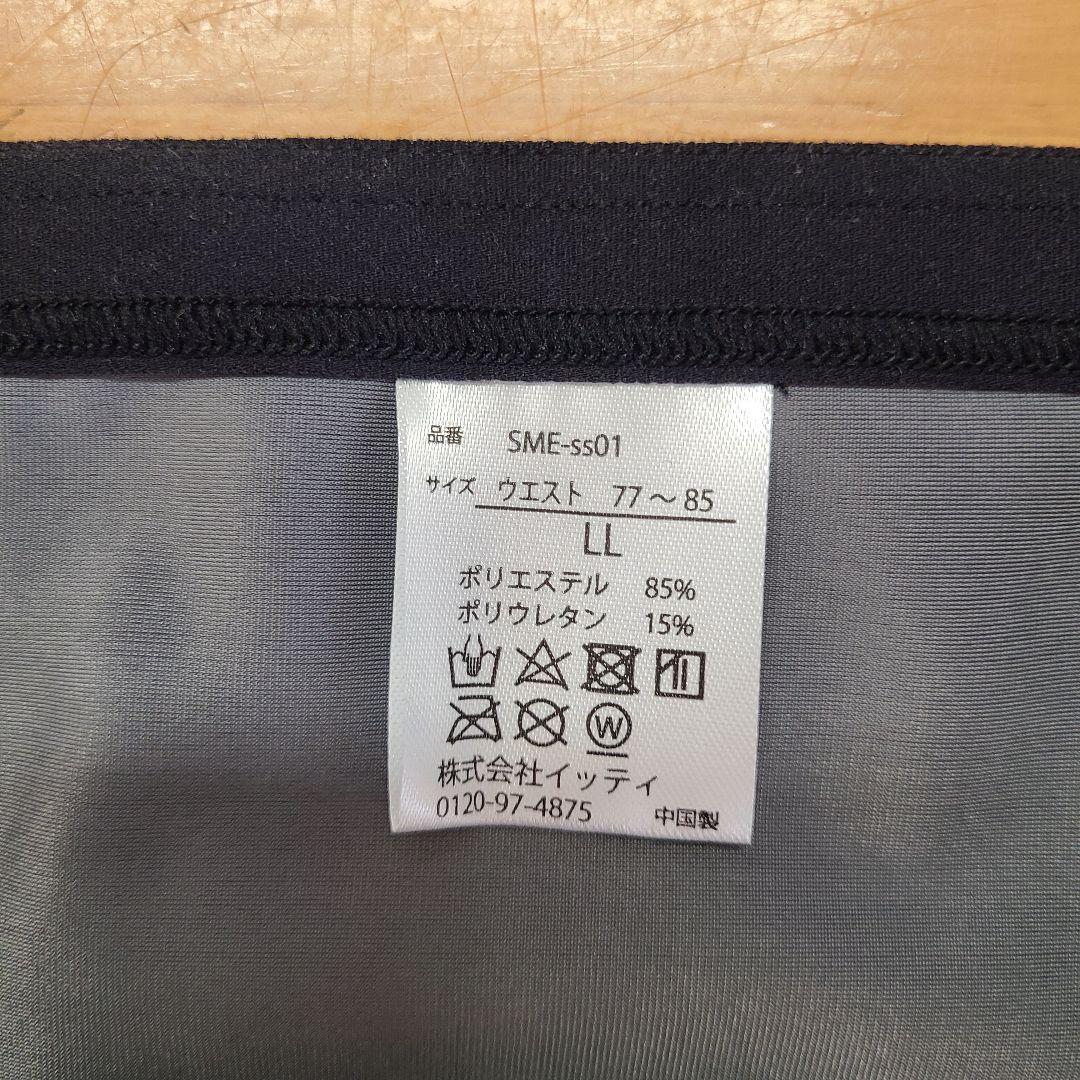 品番 SME-ss01
サイズ ウエスト 77～85
LL
ポリエステル 85%
ポリウレタン 15%
W
株式会社イッティ
0120-97-4875 中国製